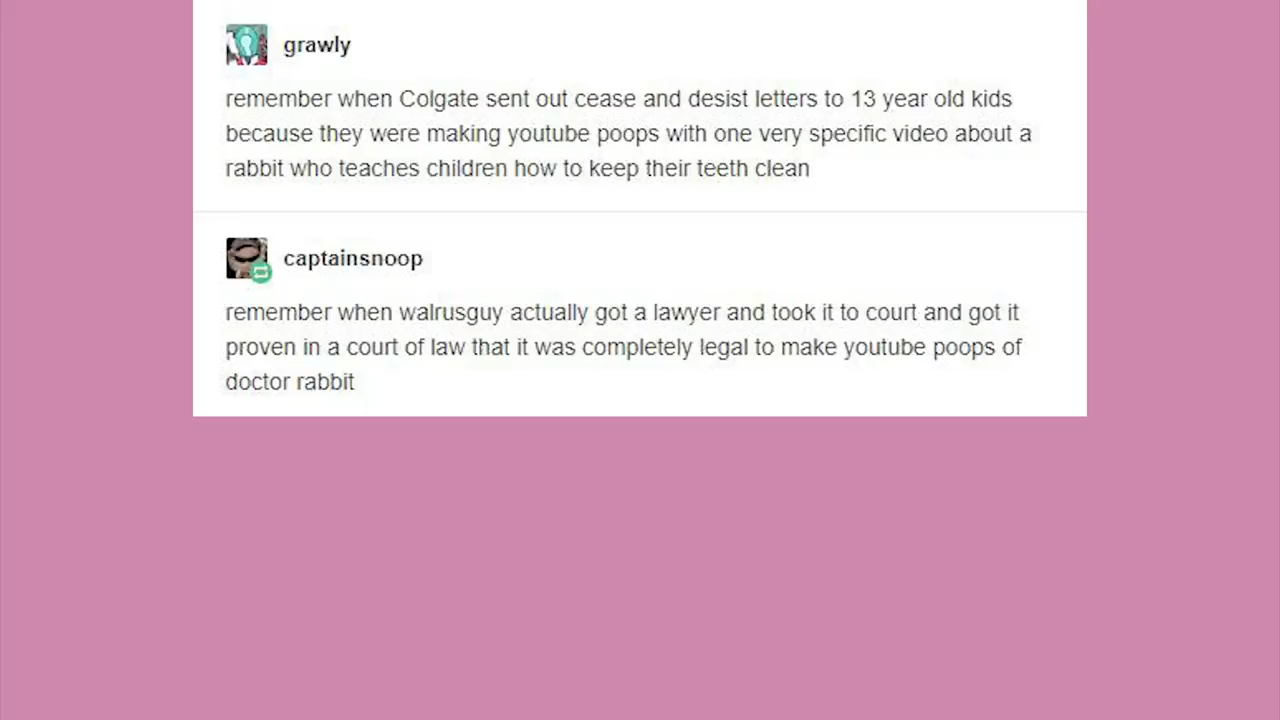 grawly
remember when Colgate sent out cease and desist letters to 13 year old kids
because they were making youtube poops with one very specific video about a
rabbit who teaches children how to keep their teeth clean
captainsnoop
remember when walrusguy actually got a lawyer and took it to court and got it
proven in a court of law that it was completely legal to make youtube poops of
doctor rabbit